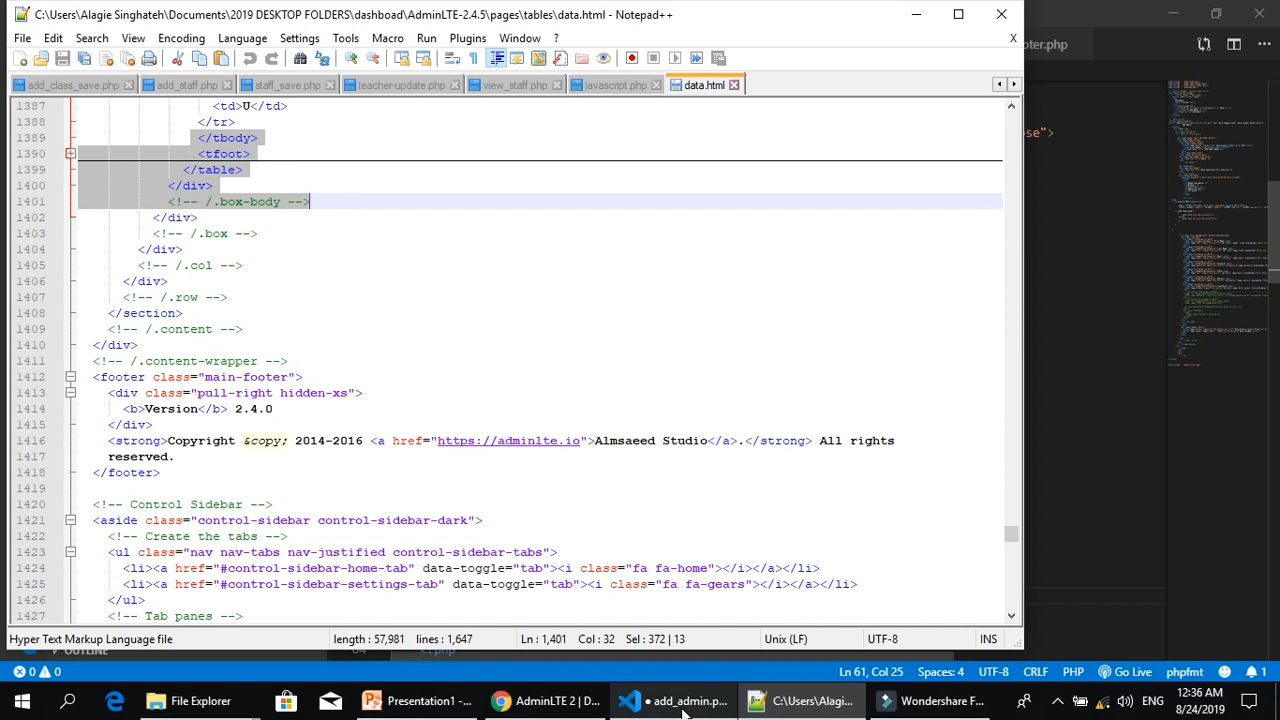 C:\Users\Alagie Singhateh\Documents\2019 DESKTOP FOLDERS\dashboad\AdminLTE-2.4.5\pages\tables\data.html - Notepad++
File Edit Search View Encoding Language Settings Tools Macro Run Plugins Window ? X
add_class_save.php add_staff.php staff_save.php teacher-update.php view_staff.php javascript.php data.html
1387 <td>U</td>
1388 </tr>
1389 </tbody>
1390 <tfoot>
1399 </table>
1400 </div>
1401 <!-- /.box-body -->
1402 </div>
1403 <!-- /.box -->
1404 </div>
1405 <!-- /.col -->
1406 </div>
1407 <!-- /.row -->
1408 </section>
1409 <!-- /.content -->
1410 </div>
1411 <!-- /.content-wrapper -->
1412 <footer class="main-footer">
1413 <div class="pull-right hidden-xs">
1414 <b>Version</b> 2.4.0
1415 </div>
1416 <strong>Copyright &copy; 2014-2016 <a href="https://adminlte.io">Almsaeed Studio</a>.</strong> All rights
1417 reserved.
1418 </footer>
1419
1420 <!-- Control Sidebar -->
1421 <aside class="control-sidebar control-sidebar-dark">
1422 <!-- Create the tabs -->
1423 <ul class="nav nav-tabs nav-justified control-sidebar-tabs">
1424 <li><a href="#control-sidebar-home-tab" data-toggle="tab"><i class="fa fa-home"></i></a></li>
1425 <li><a href="#control-sidebar-settings-tab" data-toggle="tab"><i class="fa fa-gears"></i></a></li>
1426 </ul>
1427 <!-- Tab panes -->
Hyper Text Markup Language file length : 57,981 lines : 1,647 Ln : 1,401 Col : 32 Sel : 372 | 13 Unix (LF) UTF-8 INS
oter.php
se">
OUTLINE
<?php
0 0 Ln 61, Col 25 Spaces: 4 UTF-8 CRLF PHP Go Live phpfmt 1
File Explorer Presentation1 -... AdminLTE 2 | D... ● add_admin.p... C:\Users\Alagi... Wondershare F... ENG 12:36 AM
8/24/2019